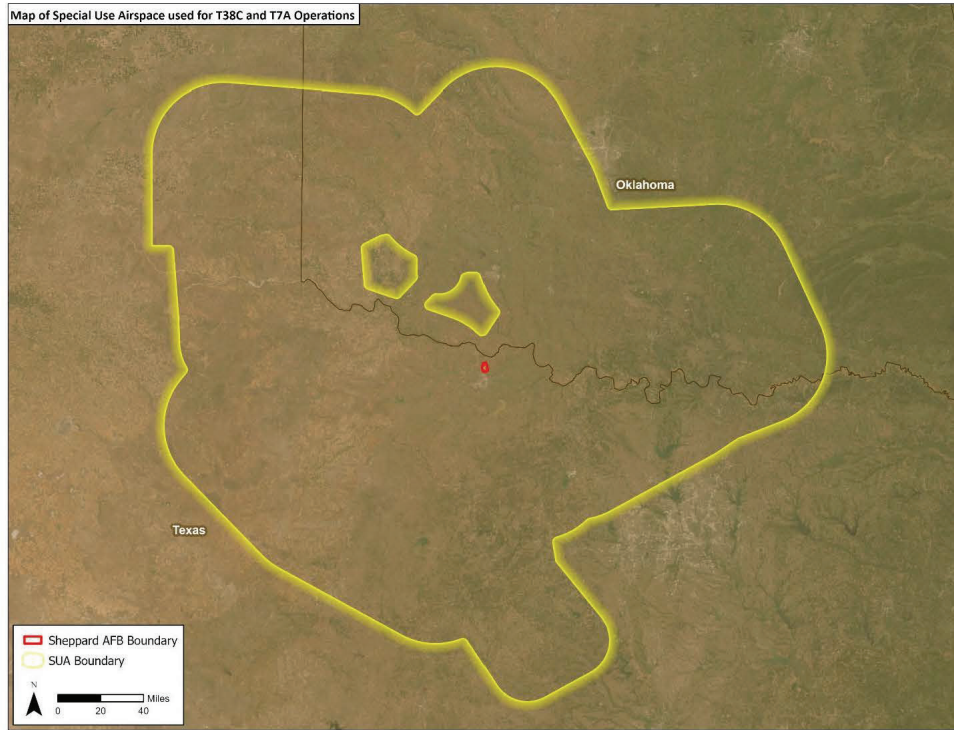 Map of Special Use Airspace used for T38C and T7A Operations
Oklahoma
Texas
Sheppard AFB Boundary
SUA Boundary
N
Miles
0 20 40